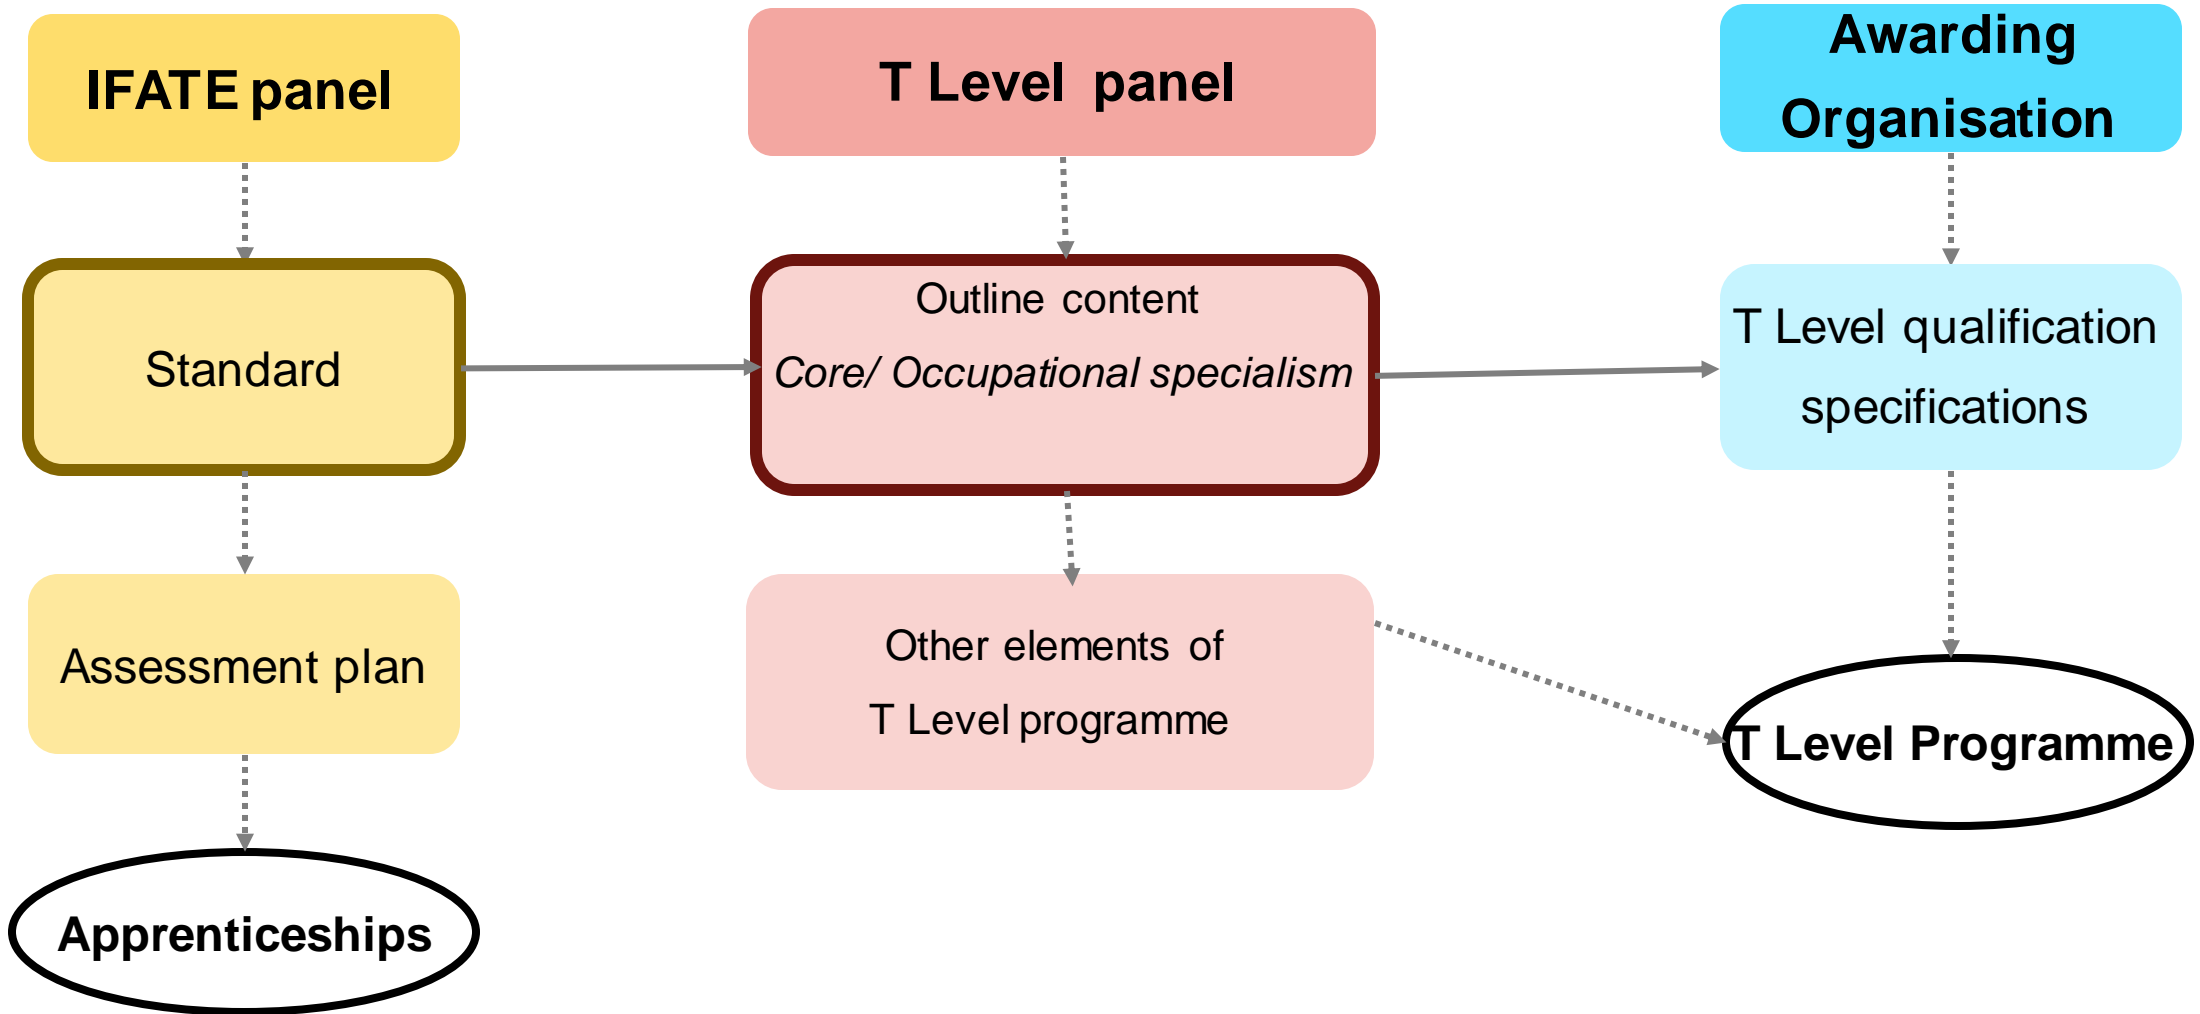 IFATE panel
T Level panel
Awarding
Organisation
Standard
Outline content
Core/ Occupational specialism
T Level qualification
specifications
Assessment plan
Other elements of
T Level programme
T Level Programme
Apprenticeships